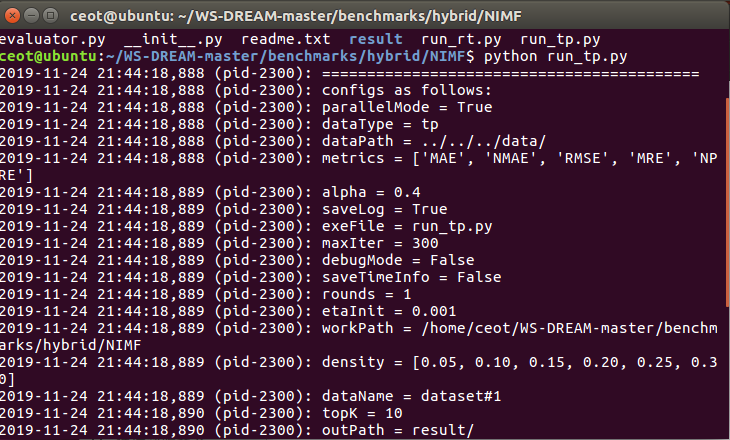 ceot@ubuntu: ~/WS-DREAM-master/benchmarks/hybrid/NIMF
evaluator.py  __init__.py  readme.txt  result  run_rt.py  run_tp.py
ceot@ubuntu:~/WS-DREAM-master/benchmarks/hybrid/NIMF$ python run_tp.py
2019-11-24 21:44:18,888 (pid-2300): ==========================================
2019-11-24 21:44:18,888 (pid-2300): configs as follows:
2019-11-24 21:44:18,888 (pid-2300): parallelMode = True
2019-11-24 21:44:18,888 (pid-2300): dataType = tp
2019-11-24 21:44:18,888 (pid-2300): dataPath = ../../../data/
2019-11-24 21:44:18,888 (pid-2300): metrics = ['MAE', 'NMAE', 'RMSE', 'MRE', 'NP
RE']
2019-11-24 21:44:18,889 (pid-2300): alpha = 0.4
2019-11-24 21:44:18,889 (pid-2300): saveLog = True
2019-11-24 21:44:18,889 (pid-2300): exeFile = run_tp.py
2019-11-24 21:44:18,889 (pid-2300): maxIter = 300
2019-11-24 21:44:18,889 (pid-2300): debugMode = False
2019-11-24 21:44:18,889 (pid-2300): saveTimeInfo = False
2019-11-24 21:44:18,889 (pid-2300): rounds = 1
2019-11-24 21:44:18,889 (pid-2300): etaInit = 0.001
2019-11-24 21:44:18,889 (pid-2300): workPath = /home/ceot/WS-DREAM-master/benchm
arks/hybrid/NIMF
2019-11-24 21:44:18,889 (pid-2300): density = [0.05, 0.10, 0.15, 0.20, 0.25, 0.3
0]
2019-11-24 21:44:18,889 (pid-2300): dataName = dataset#1
2019-11-24 21:44:18,890 (pid-2300): topK = 10
2019-11-24 21:44:18,890 (pid-2300): outPath = result/